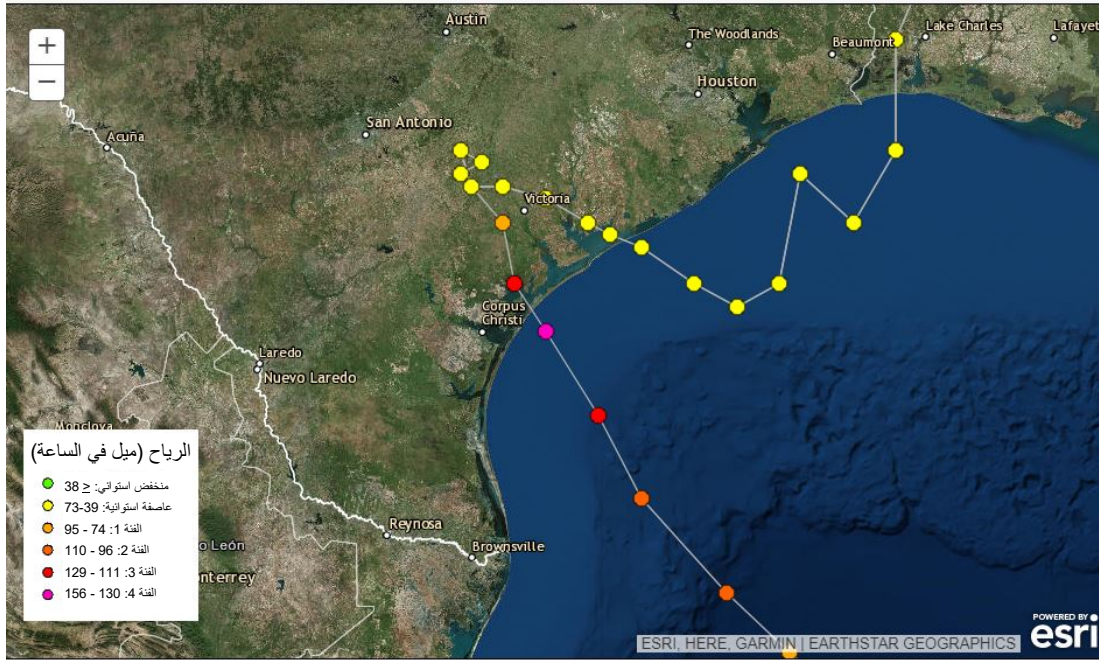 Austin
Lake Charles
Lafayet
The Woodlands
Beaumont
+
−
Houston
San Antonio
Acuña
Victoria
Corpus
Christi
Laredo
Nuevo Laredo
Monclova
Reynosa
Brownsville
o León
onterrey
الرياح (ميل في الساعة)
منخفض استوائي: ≤ 38
عاصفة استوائية: 39-73
الفئة 1: 74 - 95
الفئة 2: 96 - 110
الفئة 3: 111 - 129
الفئة 4: 130 - 156
ESRI, HERE, GARMIN | EARTHSTAR GEOGRAPHICS
POWERED BY
esri